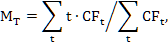 M_T = ∑_t t · CF_t / ∑_t CF_t,